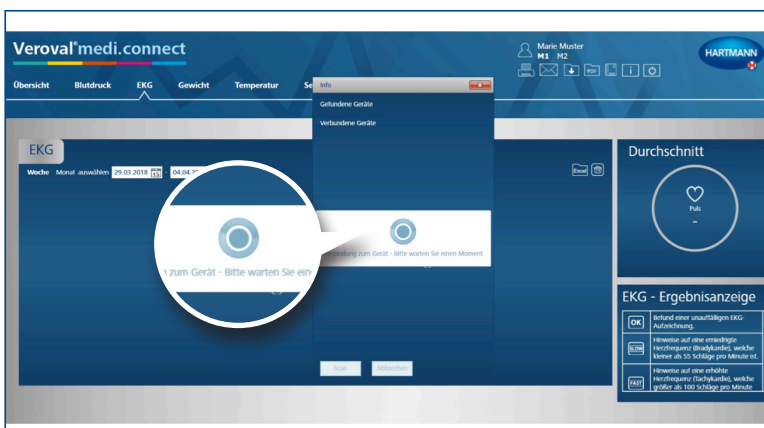 Veroval®medi.connect
Marie Muster
M1 M2
HARTMANN
PDF
Übersicht
Blutdruck
EKG
Gewicht
Temperatur
Se
Info
Gefundene Geräte
Verbundene Geräte
EKG
Woche Monat auswählen 29.03.2018 15 - 04.04.2
Excel
zum Gerät - Bitte warten Sie ein
zum Gerät - Bitte warten Sie einen Moment
Scan
Abbrechen
Durchschnitt
Puls
-
EKG - Ergebnisanzeige
OK
Befund einer unauffälligen EKG-
Aufzeichnung.
SLOW
Hinweise auf eine erniedrigte
Herzfrequenz (Bradykardie), welche
kleiner als 55 Schläge pro Minute ist.
FAST
Hinweise auf eine erhöhte
Herzfrequenz (Tachykardie), welche
größer als 100 Schläge pro Minute